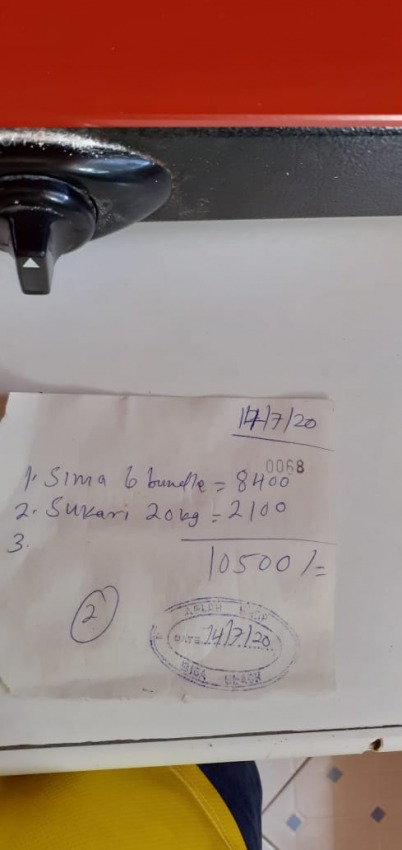 14/7/20
0068
1. Sima 6 bundle = 8400
2. Sukari 20kg = 2100
3.
10500/=
2
DATE 14/7/20
BEACH